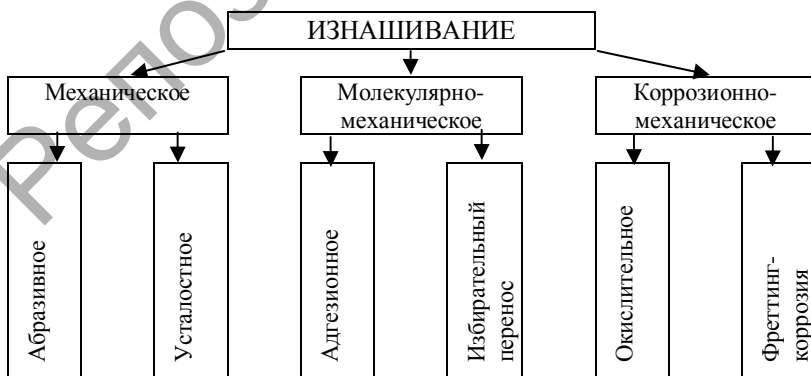 ИЗНАШИВАНИЕ
Механическое
Молекулярно-
механическое
Коррозионно-
механическое
Абразивное
Усталостное
Адгезионное
Избирательный
перенос
Окислительное
Фреттинг-
коррозия